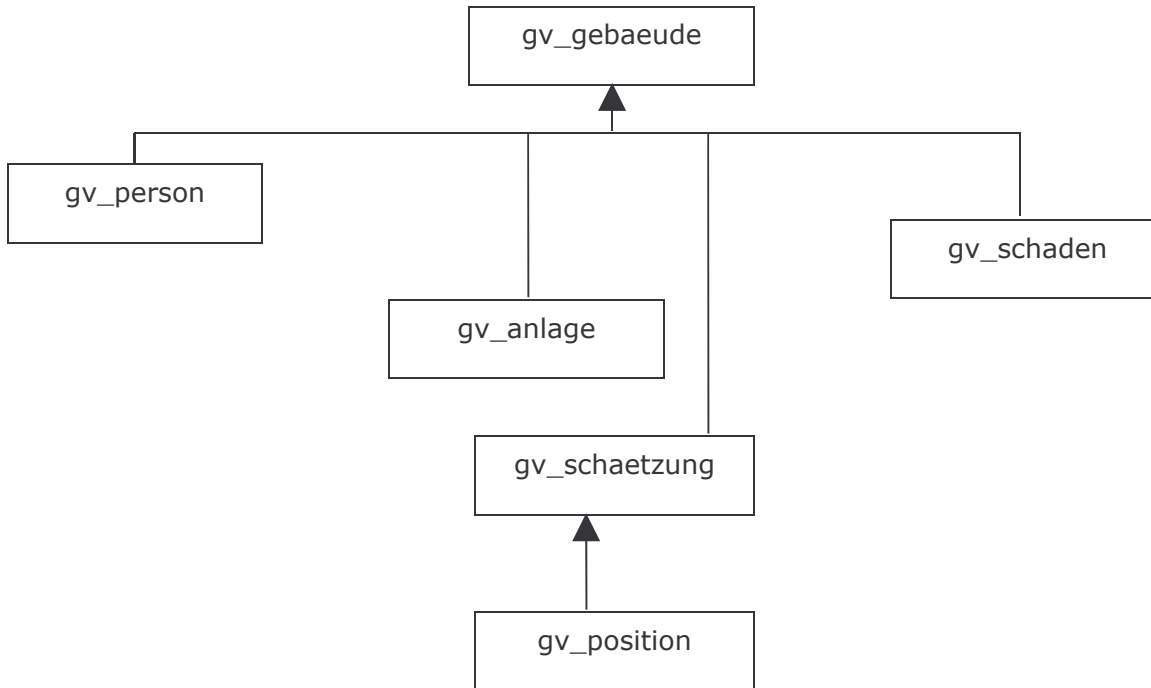 gv_gebaeude
gv_person
gv_schaden
gv_anlage
gv_schaetzung
gv_position